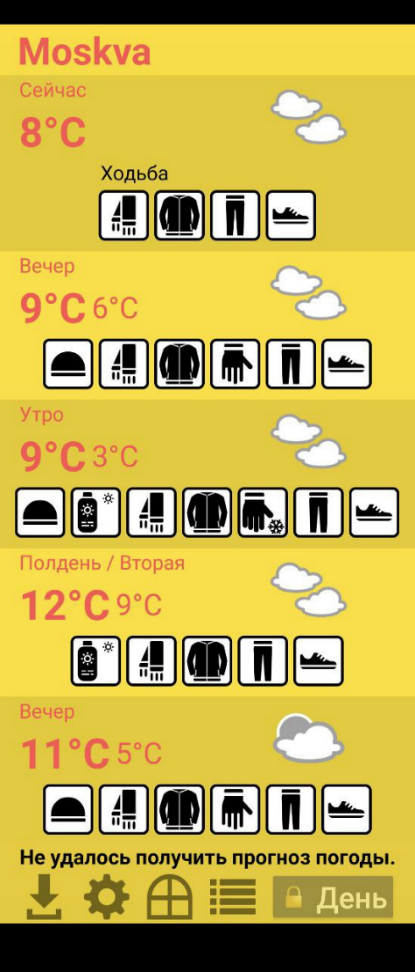 Moskva
Сейчас
8°C
Ходьба
Вечер
9°C 6°C
Утро
9°C 3°C
Полдень / Вторая
12°C 9°C
Вечер
11°C 5°C
Не удалось получить прогноз погоды.
День